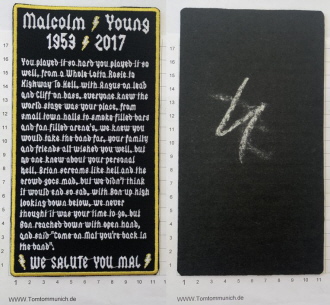 Malcolm Young
1953 2017
You played it so hard you played it so
well, from a Whole Lotta Rosie to
Highway To Hell, with Angus on lead
and Cliff on bass, everyone knew the
world stage was your place, from
small town halls to smoke filled bars
and fan filled arena's, we knew you
would take the band far, your family
and friends all wished you well, but
no one knew about your personal
hell. Brian screams like hell and the
crowd goes mad, but we didn't think
it would end so sad, with Bon up high
looking down below, we never
thought it was your time to go, but
Bon reached down with open hand,
and said "Come on Mal you're back in
the band".
WE SALUTE YOU MAL
© www.Tomtommunich.de
www.Tomtommunich.de